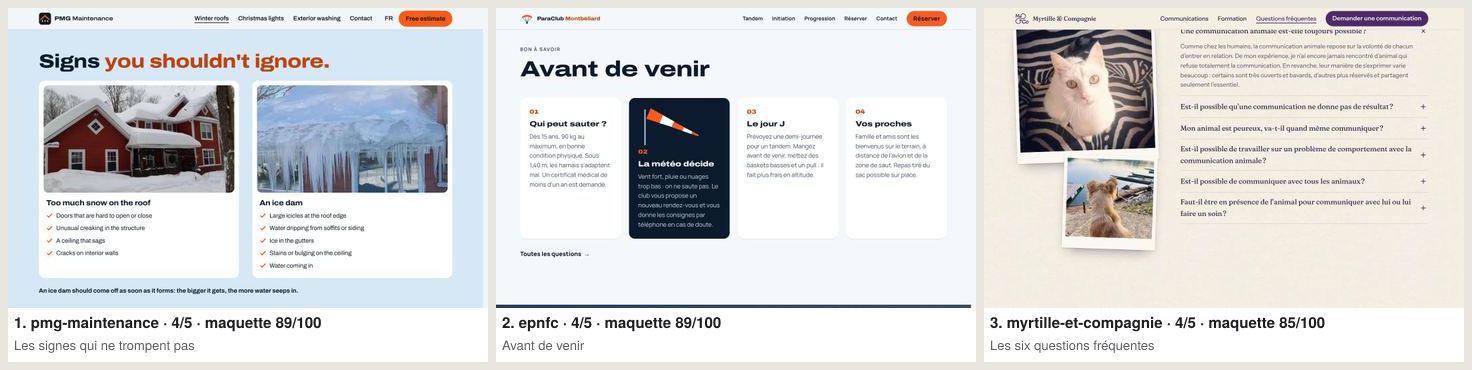 PMG Maintenance
Winter roofs
Christmas lights
Exterior washing
Contact
FR
Free estimate
Signs you shouldn't ignore.
Too much snow on the roof
Doors that are hard to open or close
Unusual creaking in the structure
A ceiling that sags
Cracks on interior walls
An ice dam
Large icicles at the roof edge
Water dripping from soffits or siding
Ice in the gutters
Stains or bulging on the ceiling
Water coming in
An ice dam should come off as soon as it forms: the bigger it gets, the more water seeps in.
1. pmg-maintenance · 4/5 · maquette 89/100
Les signes qui ne trompent pas
ParaClub Montbéliard
Tandem
Initiation
Progression
Réserver
Contact
Réserver
BON À SAVOIR
Avant de venir
01
Qui peut sauter ?
Dès 15 ans, 90 kg au
maximum, en bonne
condition physique. Sous
1,40 m, les harnais s'adaptent
mal. Un certificat médical de
moins d'un an est demandé.
02
La météo décide
Vent fort, pluie ou nuages
trop bas : on ne saute pas. Le
club vous propose un
nouveau rendez-vous et vous
donne les consignes par
téléphone en cas de doute.
03
Le jour J
Prévoyez une demi-journée
pour un tandem. Mangez
avant de venir, mettez des
baskets basses et un pull : il
fait plus frais en altitude.
04
Vos proches
Famille et amis sont les
bienvenus sur le terrain, à
distance de l'avion et de la
zone de saut. Repas tiré du
sac possible sur place.
Toutes les questions →
2. epnfc · 4/5 · maquette 89/100
Avant de venir
Myrtille & Compagnie
Communications
Formation
Questions fréquentes
Demander une communication
Une communication animale est-elle toujours possible ?
Comme chez les humains, la communication animale repose sur la volonté de chacun
d'entrer en relation. De mon expérience, je n'ai encore jamais rencontré d'animal qui
refuse totalement la communication. En revanche, leur manière de s'exprimer varie
beaucoup : certains sont très ouverts et bavards, d'autres plus réservés et partagent
seulement l'essentiel.
Est-il possible qu'une communication ne donne pas de résultat ?
Mon animal est peureux, va-t-il quand même communiquer ?
Est-il possible de travailler sur un problème de comportement avec la
communication animale ?
Est-il possible de communiquer avec tous les animaux ?
Faut-il être en présence de l'animal pour communiquer avec lui ou lui
faire un soin ?
3. myrtille-et-compagnie · 4/5 · maquette 85/100
Les six questions fréquentes